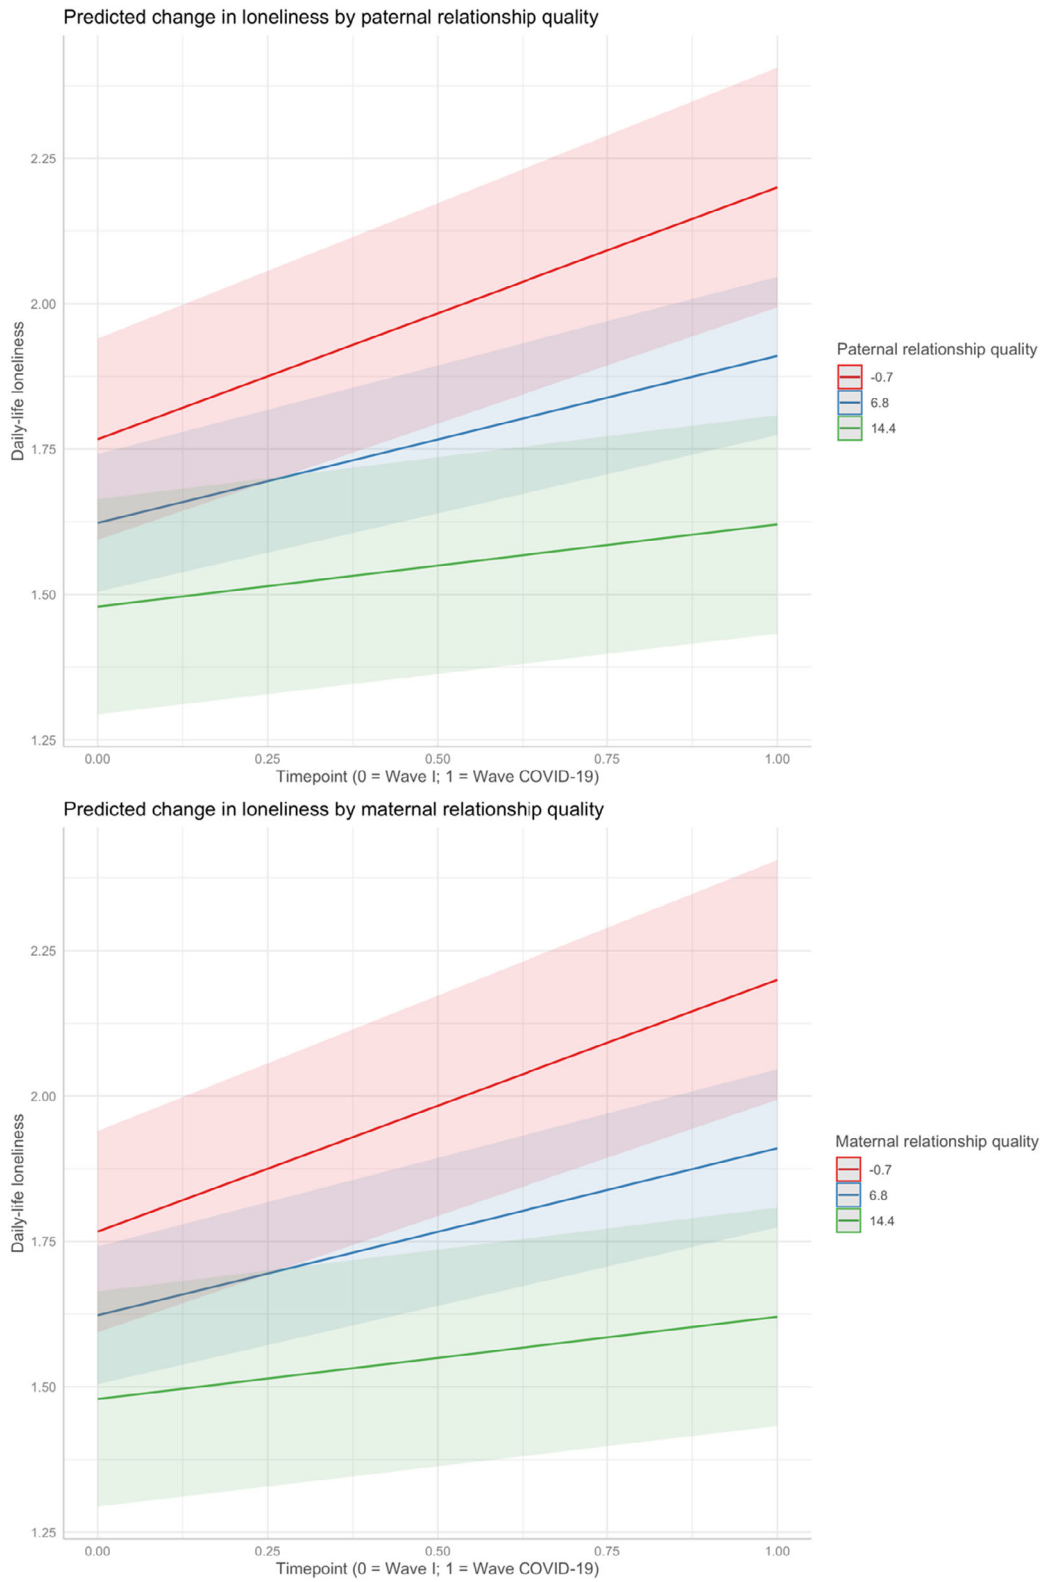 Predicted change in loneliness by paternal relationship quality
2.25
2.00
1.75
1.50
1.25
Daily-life loneliness
0.00 0.25 0.50 0.75 1.00
Timepoint (0 = Wave I; 1 = Wave COVID-19)
Paternal relationship quality
-0.7
6.8
14.4
Predicted change in loneliness by maternal relationship quality
2.25
2.00
1.75
1.50
1.25
Daily-life loneliness
0.00 0.25 0.50 0.75 1.00
Timepoint (0 = Wave I; 1 = Wave COVID-19)
Maternal relationship quality
-0.7
6.8
14.4